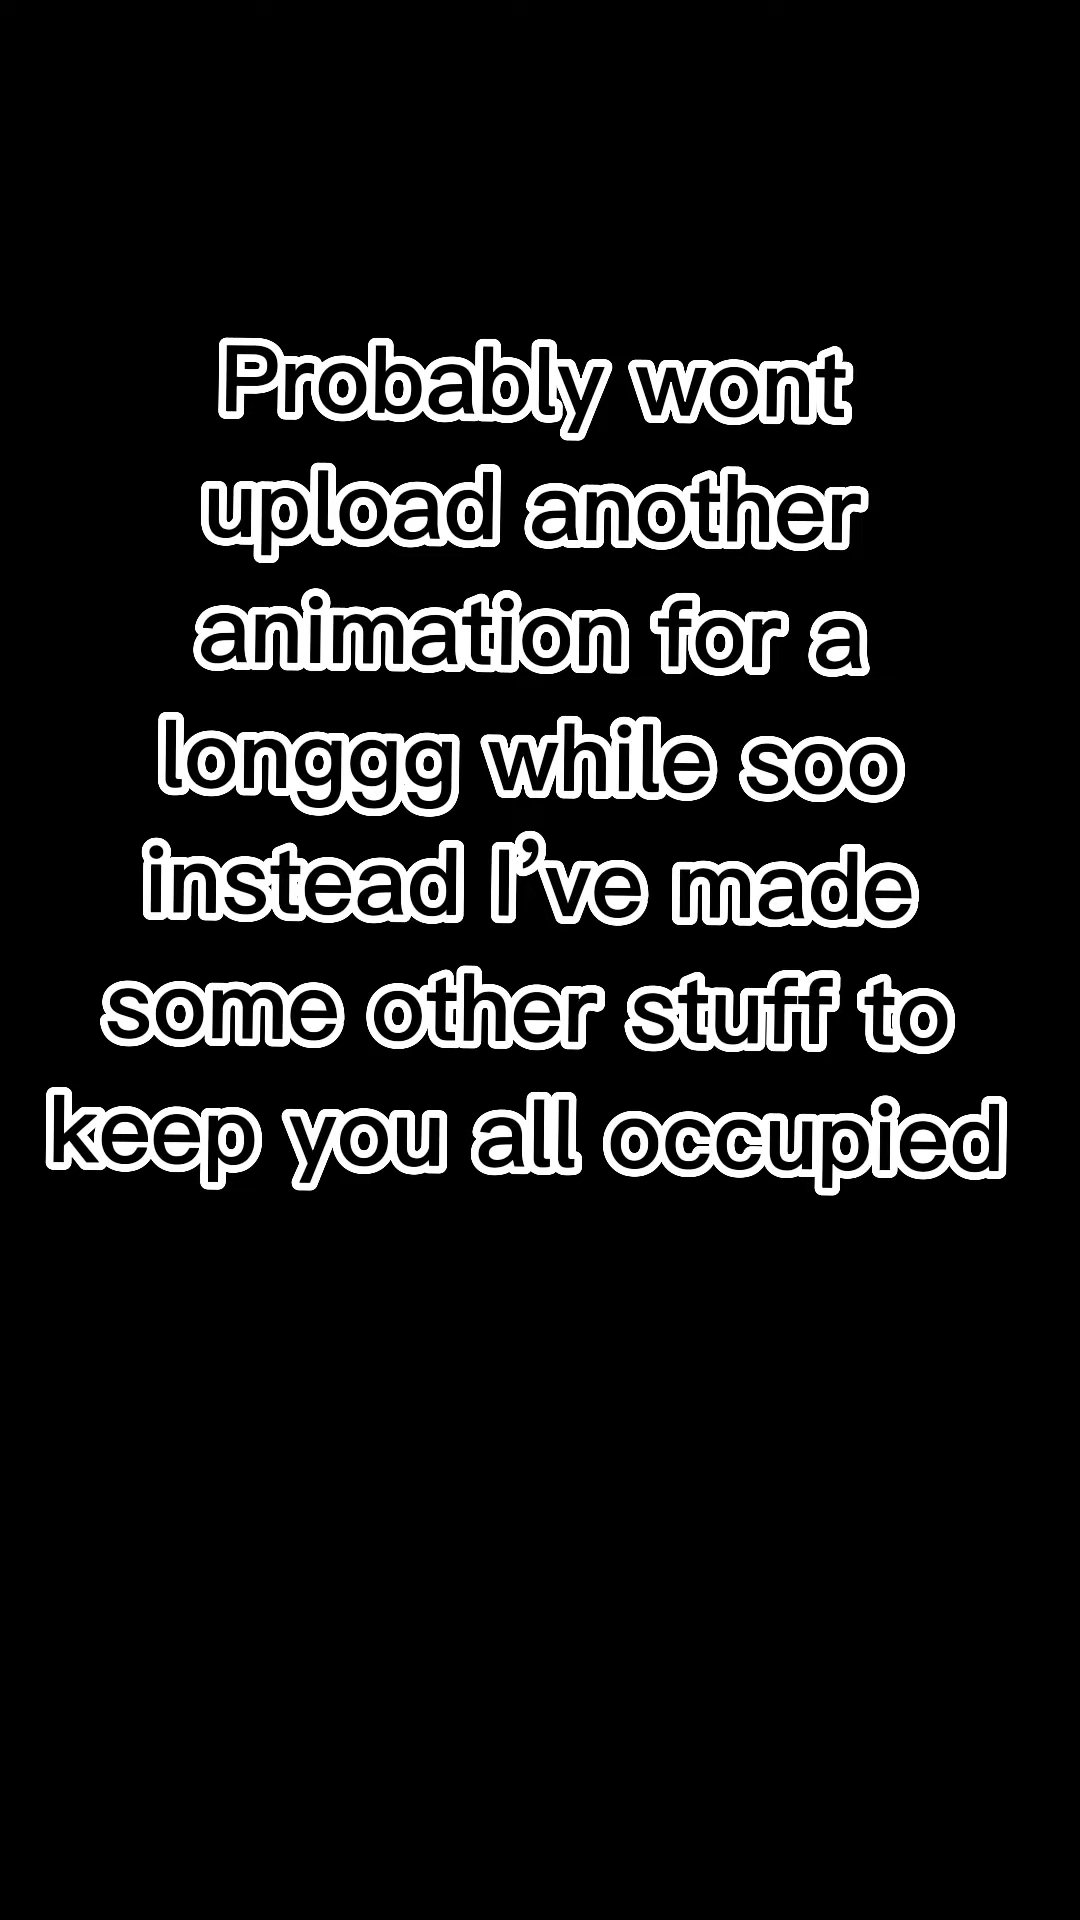 Probably wont
upload another
animation for a
longgg while soo
instead I’ve made
some other stuff to
keep you all occupied